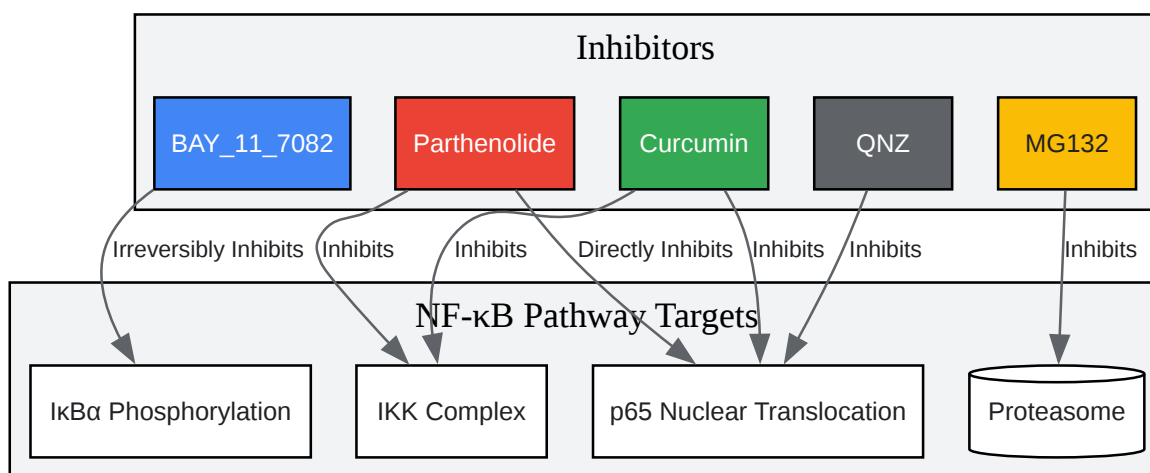 Inhibitors
BAY_11_7082
Parthenolide
Curcumin
QNZ
MG132
Irreversibly Inhibits
Inhibits
Inhibits
Directly Inhibits
Inhibits
Inhibits
Inhibits
NF-κB Pathway Targets
IκBα Phosphorylation
IKK Complex
p65 Nuclear Translocation
Proteasome